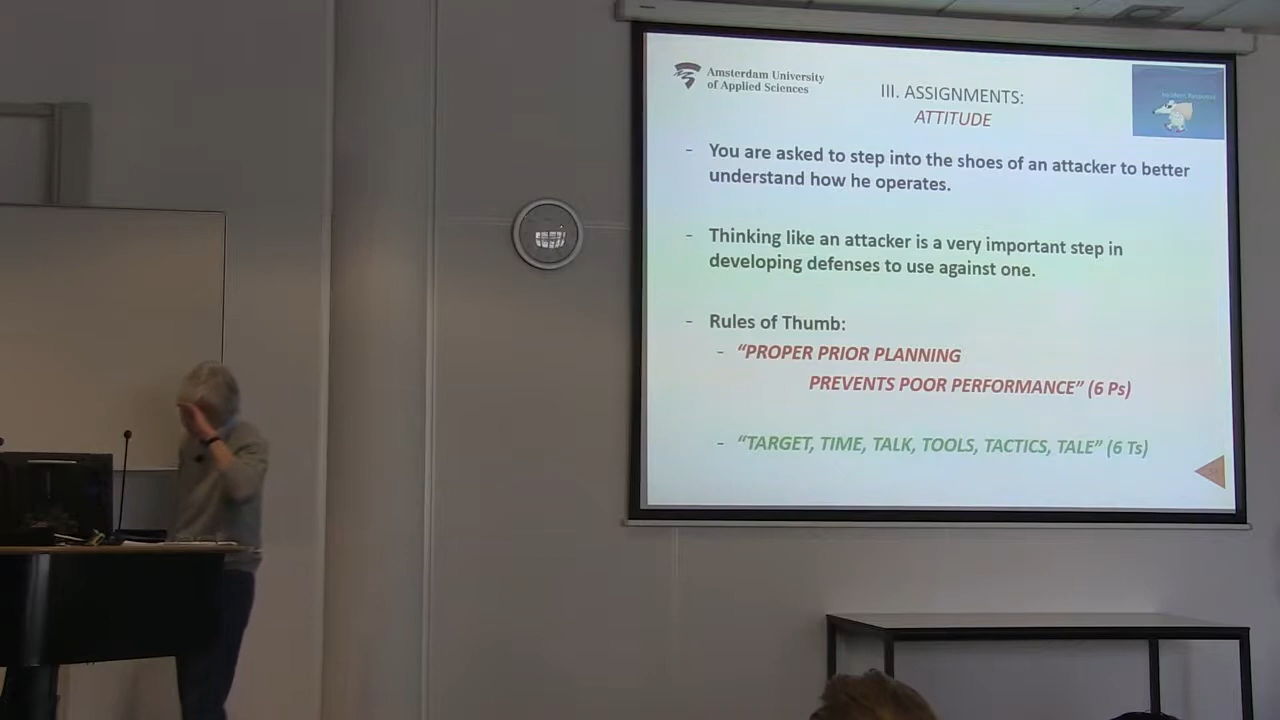 Amsterdam University
of Applied Sciences
III. ASSIGNMENTS:
ATTITUDE
Incident Response
- You are asked to step into the shoes of an attacker to better
understand how he operates.
- Thinking like an attacker is a very important step in
developing defenses to use against one.
- Rules of Thumb:
- “PROPER PRIOR PLANNING
PREVENTS POOR PERFORMANCE” (6 Ps)
- “TARGET, TIME, TALK, TOOLS, TACTICS, TALE” (6 Ts)